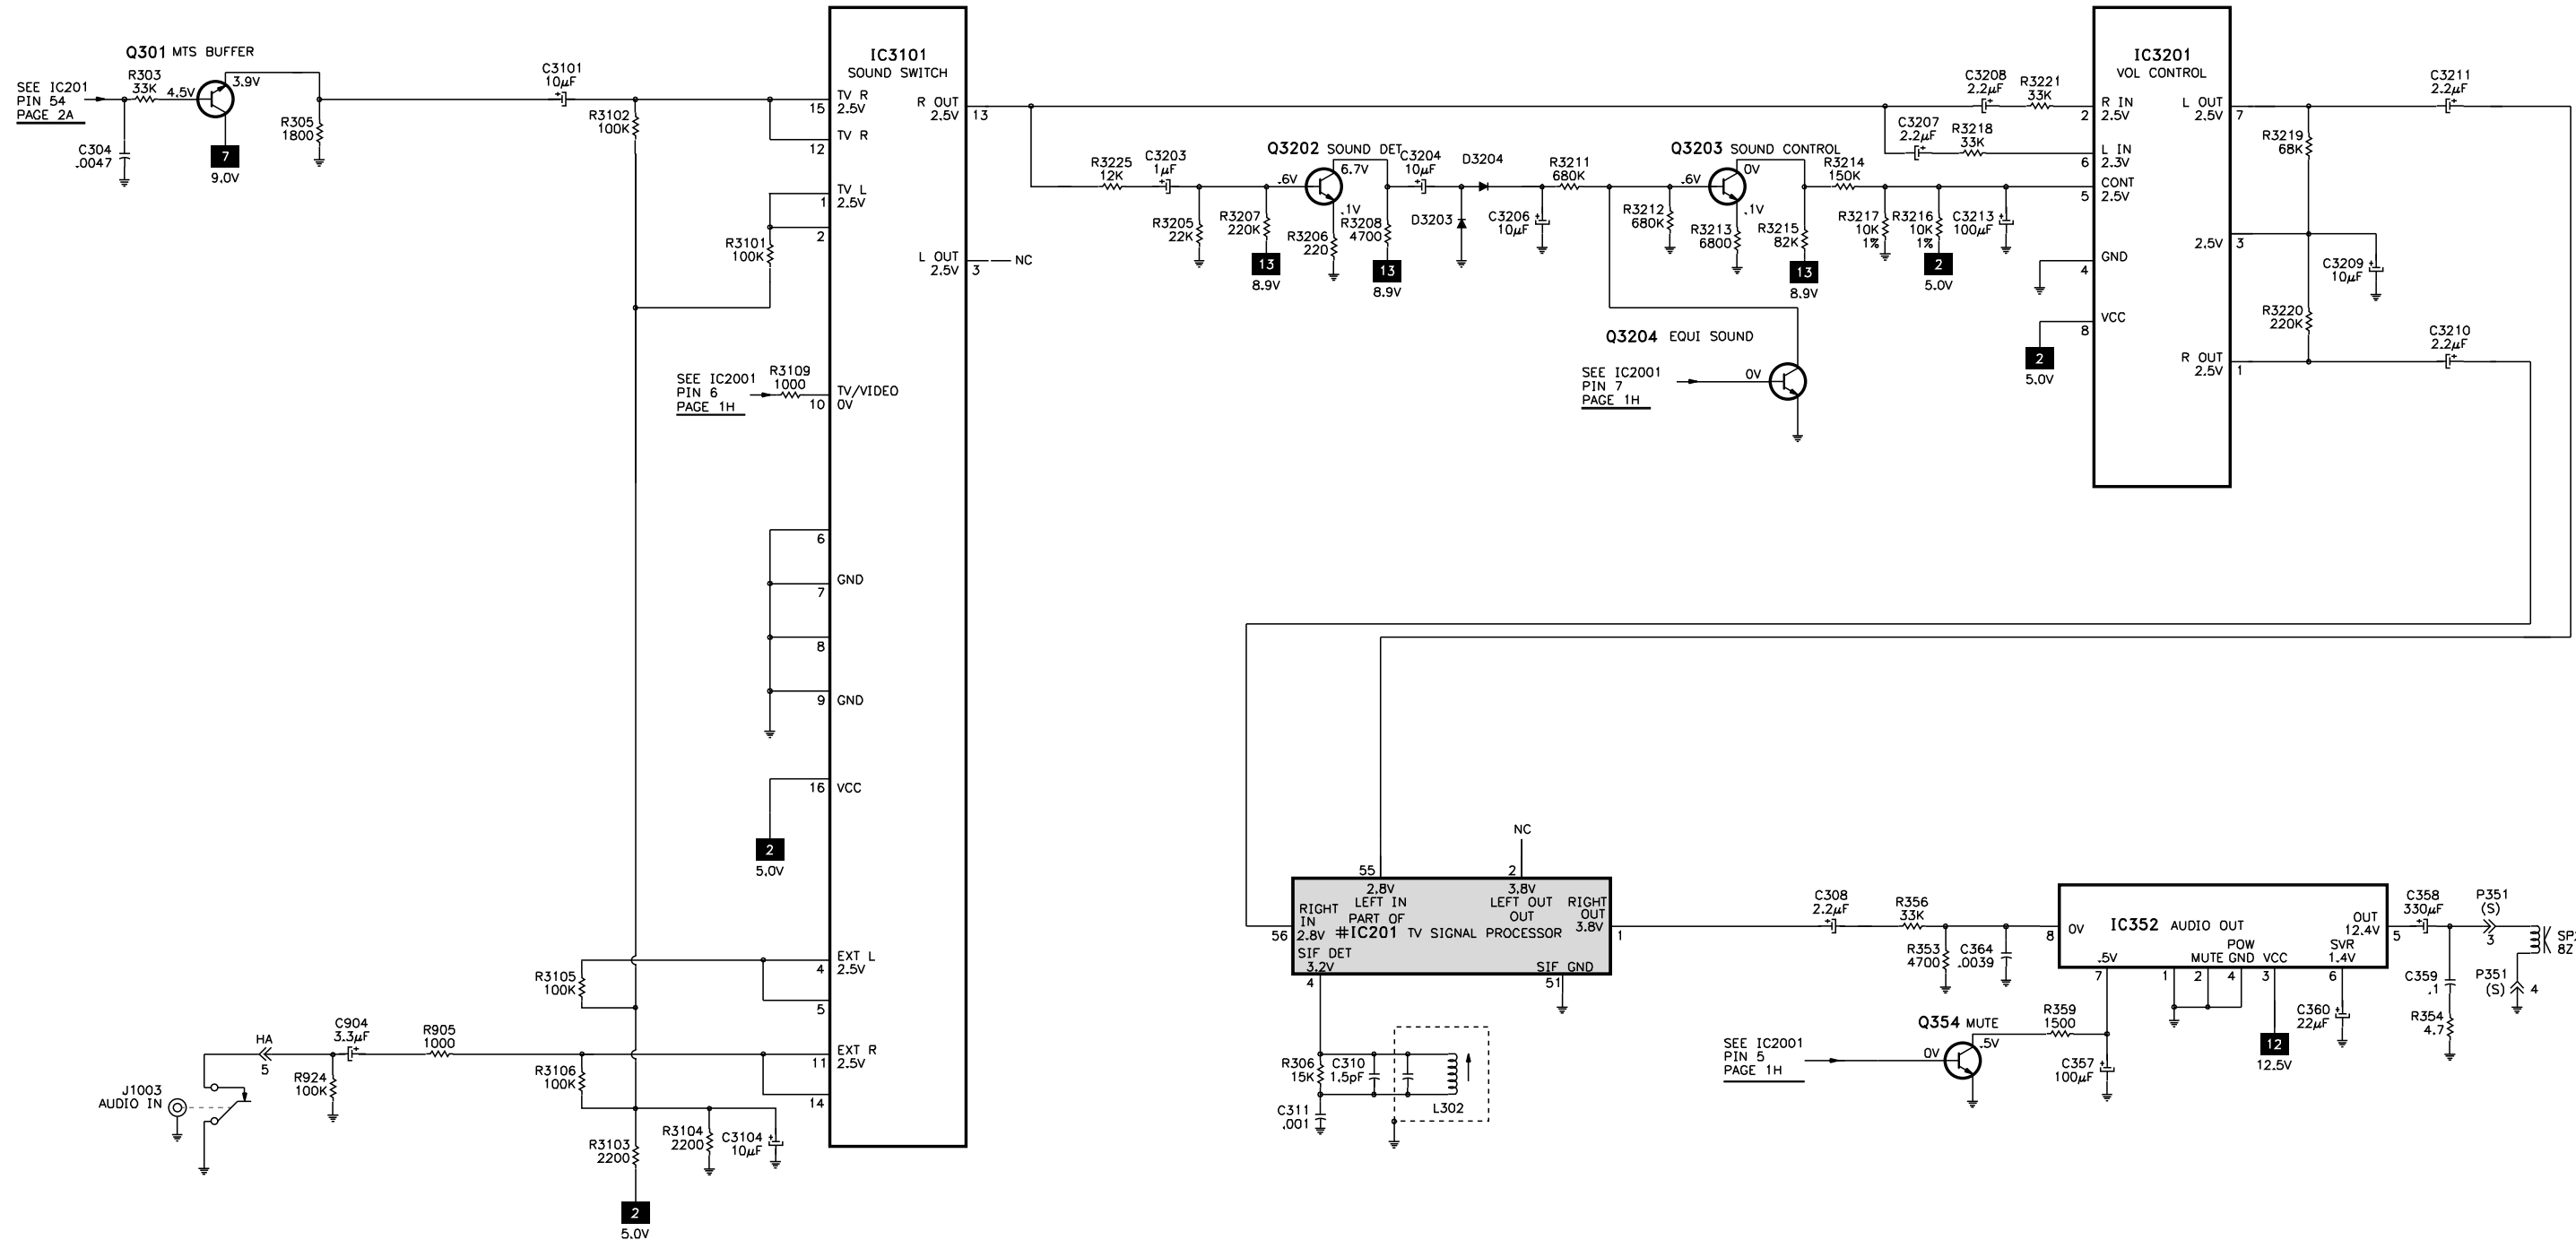 Q301 MTS BUFFER
SEE IC201
PIN 54
PAGE 2A
R303
33K
4.5V
3.9V
C304
.0047
7
9.0V
R305
1800
C3101
10µF
R3102
100K
R3101
100K
IC3101
SOUND SWITCH
TV R
15 2.5V
TV R
12
TV L
1 2.5V
2
R OUT
2.5V 13
L OUT
2.5V 3 NC
SEE IC2001
PIN 6
PAGE 1H
R3109
1000
TV/VIDEO
10 0V
6
GND
7
8
9 GND
16 VCC
2
5.0V
EXT L
4 2.5V
5
R3105
100K
EXT R
11 2.5V
14
R3106
100K
HA
5
C904
3.3µF
R905
1000
R924
100K
J1003
AUDIO IN
R3103
2200
R3104
2200
C3104
10µF
2
5.0V
R3225
12K
C3203
1µF
R3205
22K
R3207
220K
13
8.9V
Q3202 SOUND DET
.6V
6.7V
.1V
R3206
220
R3208
4700
13
8.9V
C3204
10µF
D3204
D3203
C3206
10µF
R3211
680K
R3212
680K
Q3203 SOUND CONTROL
.6V
0V
.1V
R3213
6800
R3215
82K
13
8.9V
R3214
150K
R3217
10K
1%
R3216
10K
1%
2
5.0V
C3213
100µF
Q3204 EQUI SOUND
SEE IC2001
PIN 7
PAGE 1H
0V
C3208
2.2µF
R3221
33K
C3207
2.2µF
R3218
33K
IC3201
VOL CONTROL
R IN
2 2.5V
L IN
6 2.3V
CONT
5 2.5V
GND
4
VCC
8
2
5.0V
L OUT
2.5V 7
2.5V 3
R OUT
2.5V 1
R3219
68K
R3220
220K
C3209
10µF
C3211
2.2µF
C3210
2.2µF
NC
55
2
2.8V
LEFT IN
3.8V
LEFT OUT
RIGHT
IN
56 2.8V
PART OF
#IC201 TV SIGNAL PROCESSOR
OUT
RIGHT
OUT
3.8V
1
SIF DET
3.2V
4
SIF GND
51
R306
15K
C310
1.5pF
C311
.001
L302
C308
2.2µF
R356
33K
R353
4700
C364
.0039
IC352 AUDIO OUT
8 0V
OUT
12.4V
5
.5V
7
MUTE
POW
GND
VCC
SVR
1.4V
1
2
4
3
6
12
12.5V
C360
22µF
Q354 MUTE
.5V
0V
SEE IC2001
PIN 5
PAGE 1H
R359
1500
C357
100µF
C358
330µF
C359
.1
R354
4.7
P351
(S)
3
P351
(S)
4
8Z